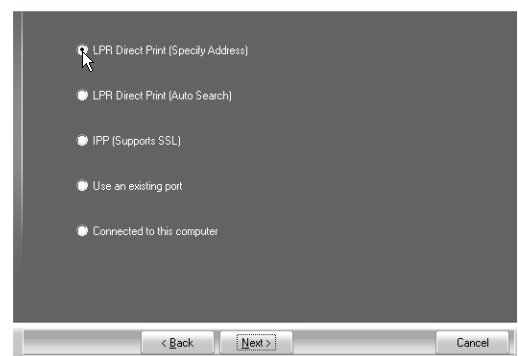 LPR Direct Print (Specify Address)
LPR Direct Print (Auto Search)
IPP (Supports SSL)
Use an existing port
Connected to this computer
< Back Next > Cancel